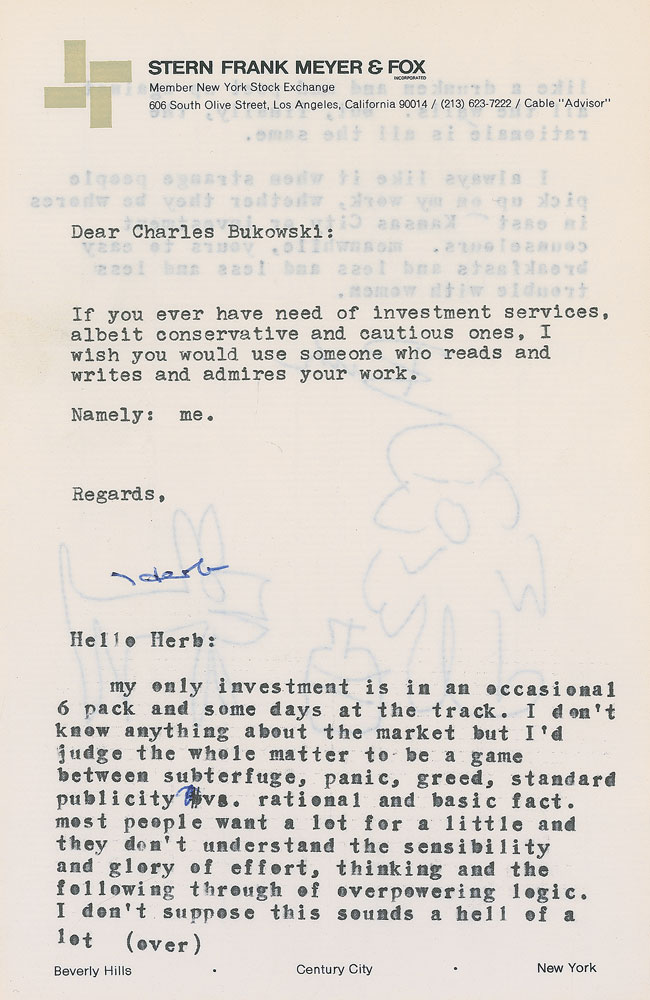 STERN FRANK MEYER & FOX
INCORPORATED
Member New York Stock Exchange
606 South Olive Street, Los Angeles, California 90014 / (213) 623-7222 / Cable "Advisor"
Dear Charles Bukowski:
If you ever have need of investment services,
albeit conservative and cautious ones, I
wish you would use someone who reads and
writes and admires your work.
Namely: me.
Regards,
Herb
Hello Herb:
my only investment is in an occasional
6 pack and some days at the track. I don't
know anything about the market but I'd
judge the whole matter to be a game
between subterfuge, panic, greed, standard
publicity vs. rational and basic fact.
most people want a lot for a little and
they don't understand the sensibility
and glory of effort, thinking and the
following through of overpowering logic.
I don't suppose this sounds a hell of a
lot (over)
Beverly Hills · Century City · New York